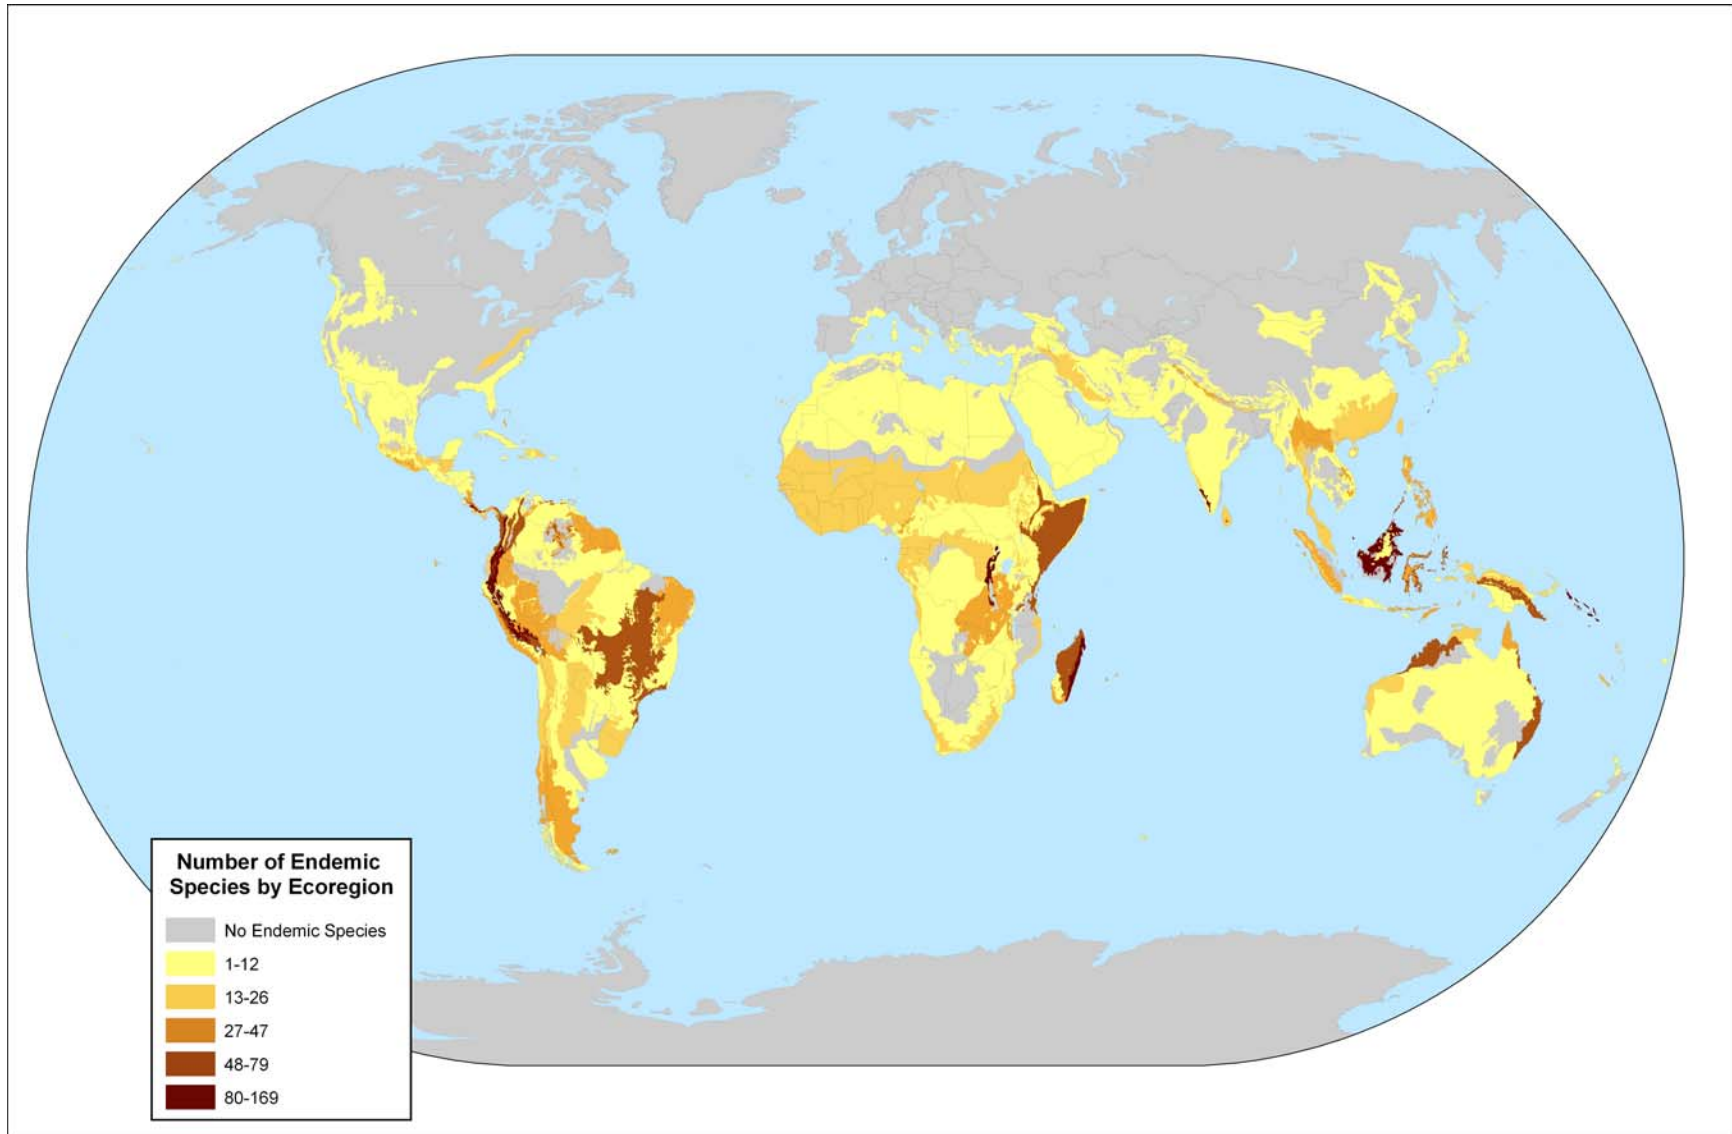 Number of Endemic
Species by Ecoregion
No Endemic Species
1-12
13-26
27-47
48-79
80-169